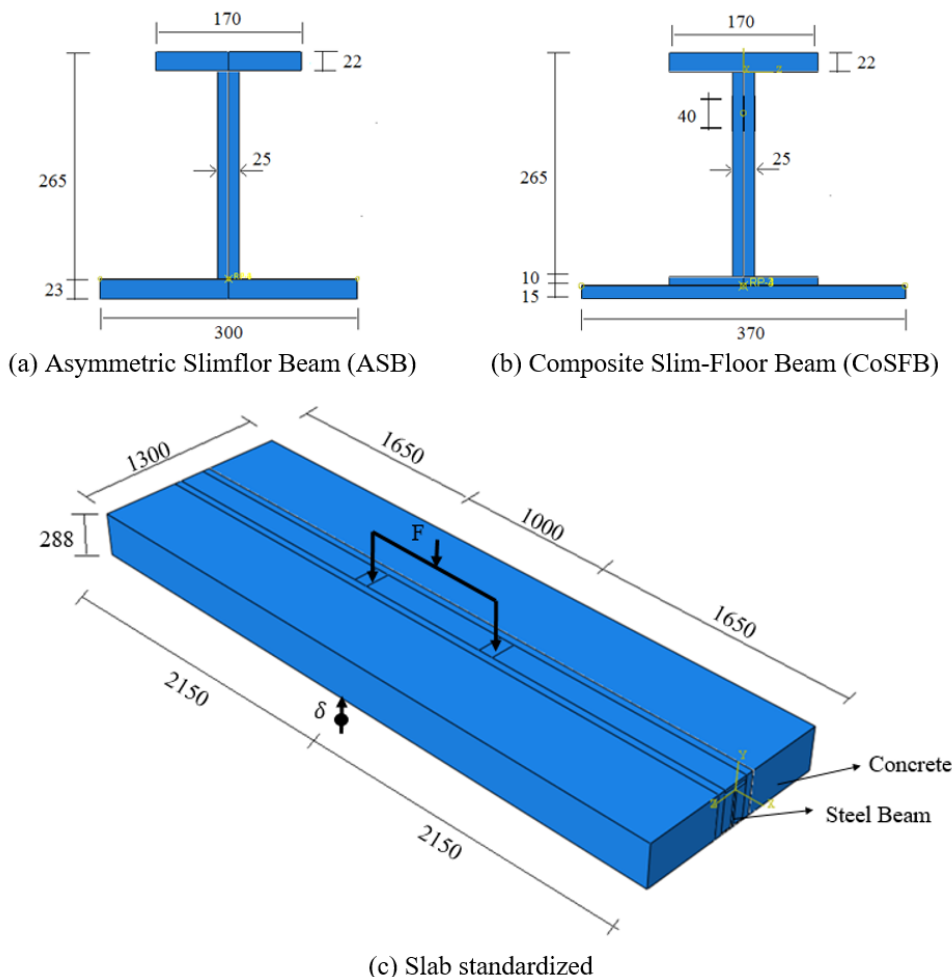 170
22
25
265
23
300
(a) Asymmetric Slimflor Beam (ASB)
170
22
40
25
265
10
15
370
(b) Composite Slim-Floor Beam (CoSFB)
1650
1300
1000
F
288
1650
2150
δ
Y
Concrete
Z
X
Steel Beam
2150
(c) Slab standardized